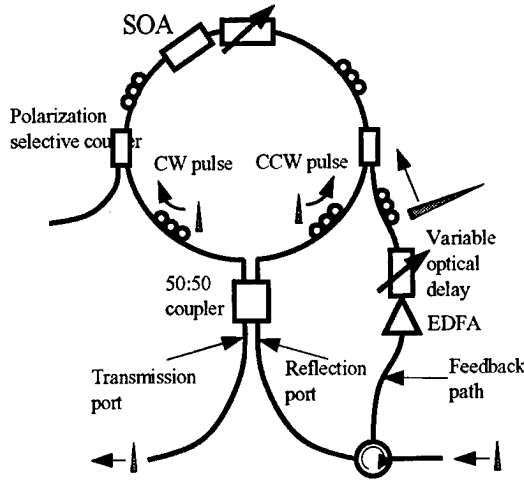 SOA
Polarization
selective coupler
CW pulse
CCW pulse
Variable
optical
delay
50:50
coupler
EDFA
Transmission
port
Reflection
port
Feedback
path